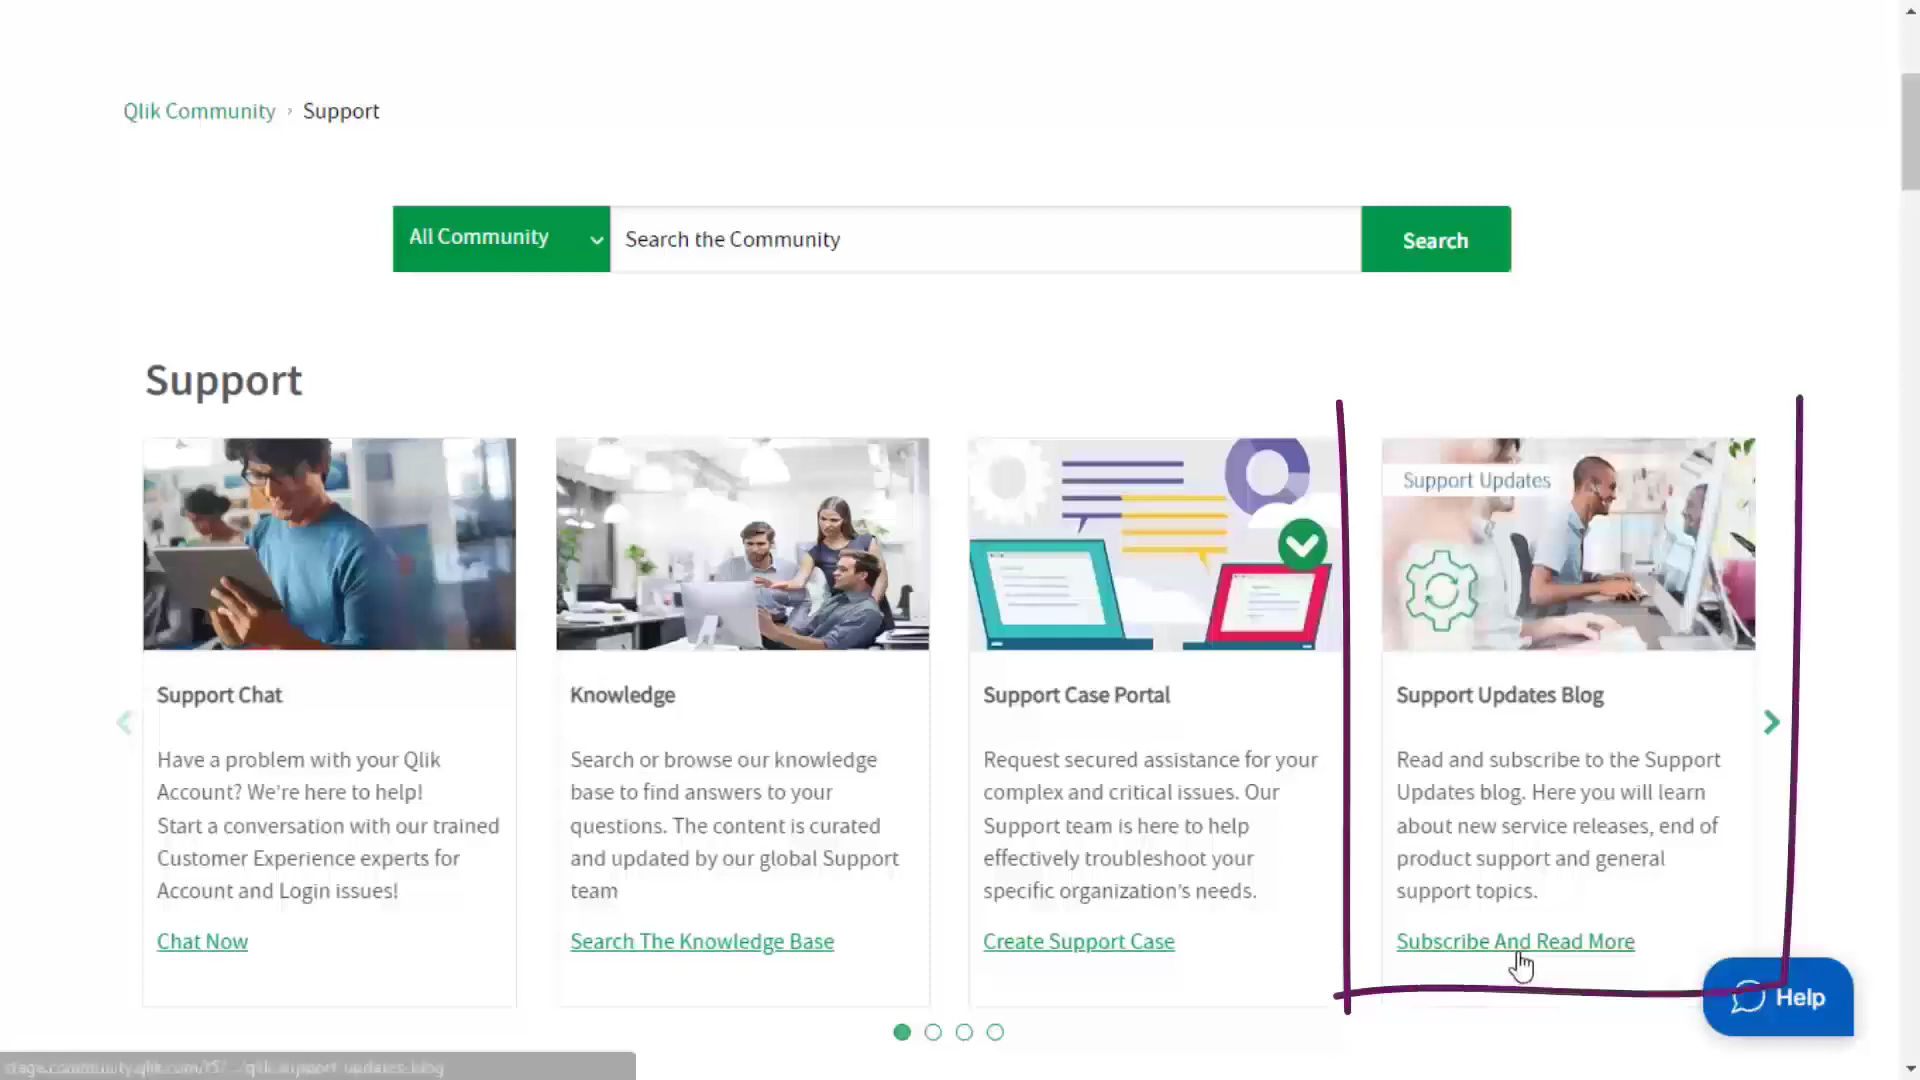 Qlik Community › Support
All Community
Search the Community
Search
Support
Support Updates
Support Chat
Have a problem with your Qlik
Account? We're here to help!
Start a conversation with our trained
Customer Experience experts for
Account and Login issues!
Chat Now
Knowledge
Search or browse our knowledge
base to find answers to your
questions. The content is curated
and updated by our global Support
team
Search The Knowledge Base
Support Case Portal
Request secured assistance for your
complex and critical issues. Our
Support team is here to help
effectively troubleshoot your
specific organization's needs.
Create Support Case
Support Updates Blog
Read and subscribe to the Support
Updates blog. Here you will learn
about new service releases, end of
product support and general
support topics.
Subscribe And Read More
Help